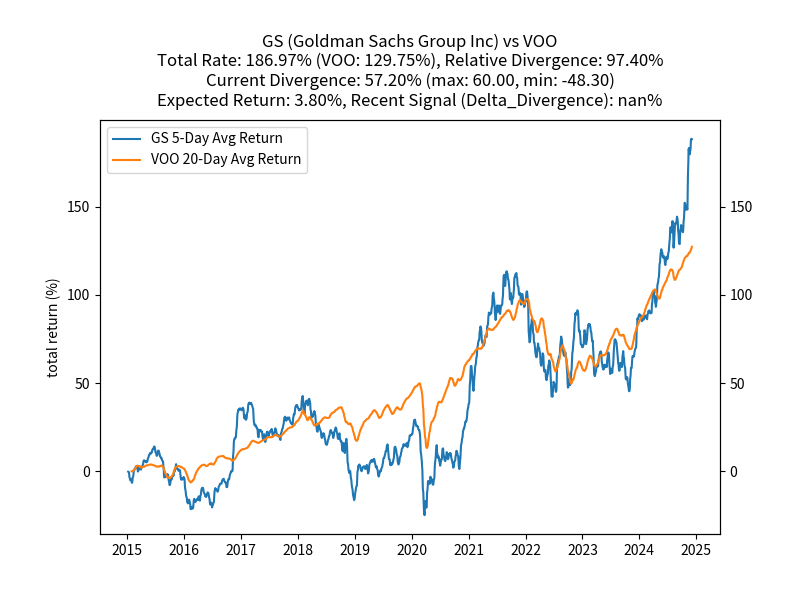 GS (Goldman Sachs Group Inc) vs VOO
Total Rate: 186.97% (VOO: 129.75%), Relative Divergence: 97.40%
Current Divergence: 57.20% (max: 60.00, min: -48.30)
Expected Return: 3.80%, Recent Signal (Delta_Divergence): nan%
GS 5-Day Avg Return
VOO 20-Day Avg Return
total return (%)
150
100
50
0
150
100
50
0
2015 2016 2017 2018 2019 2020 2021 2022 2023 2024 2025